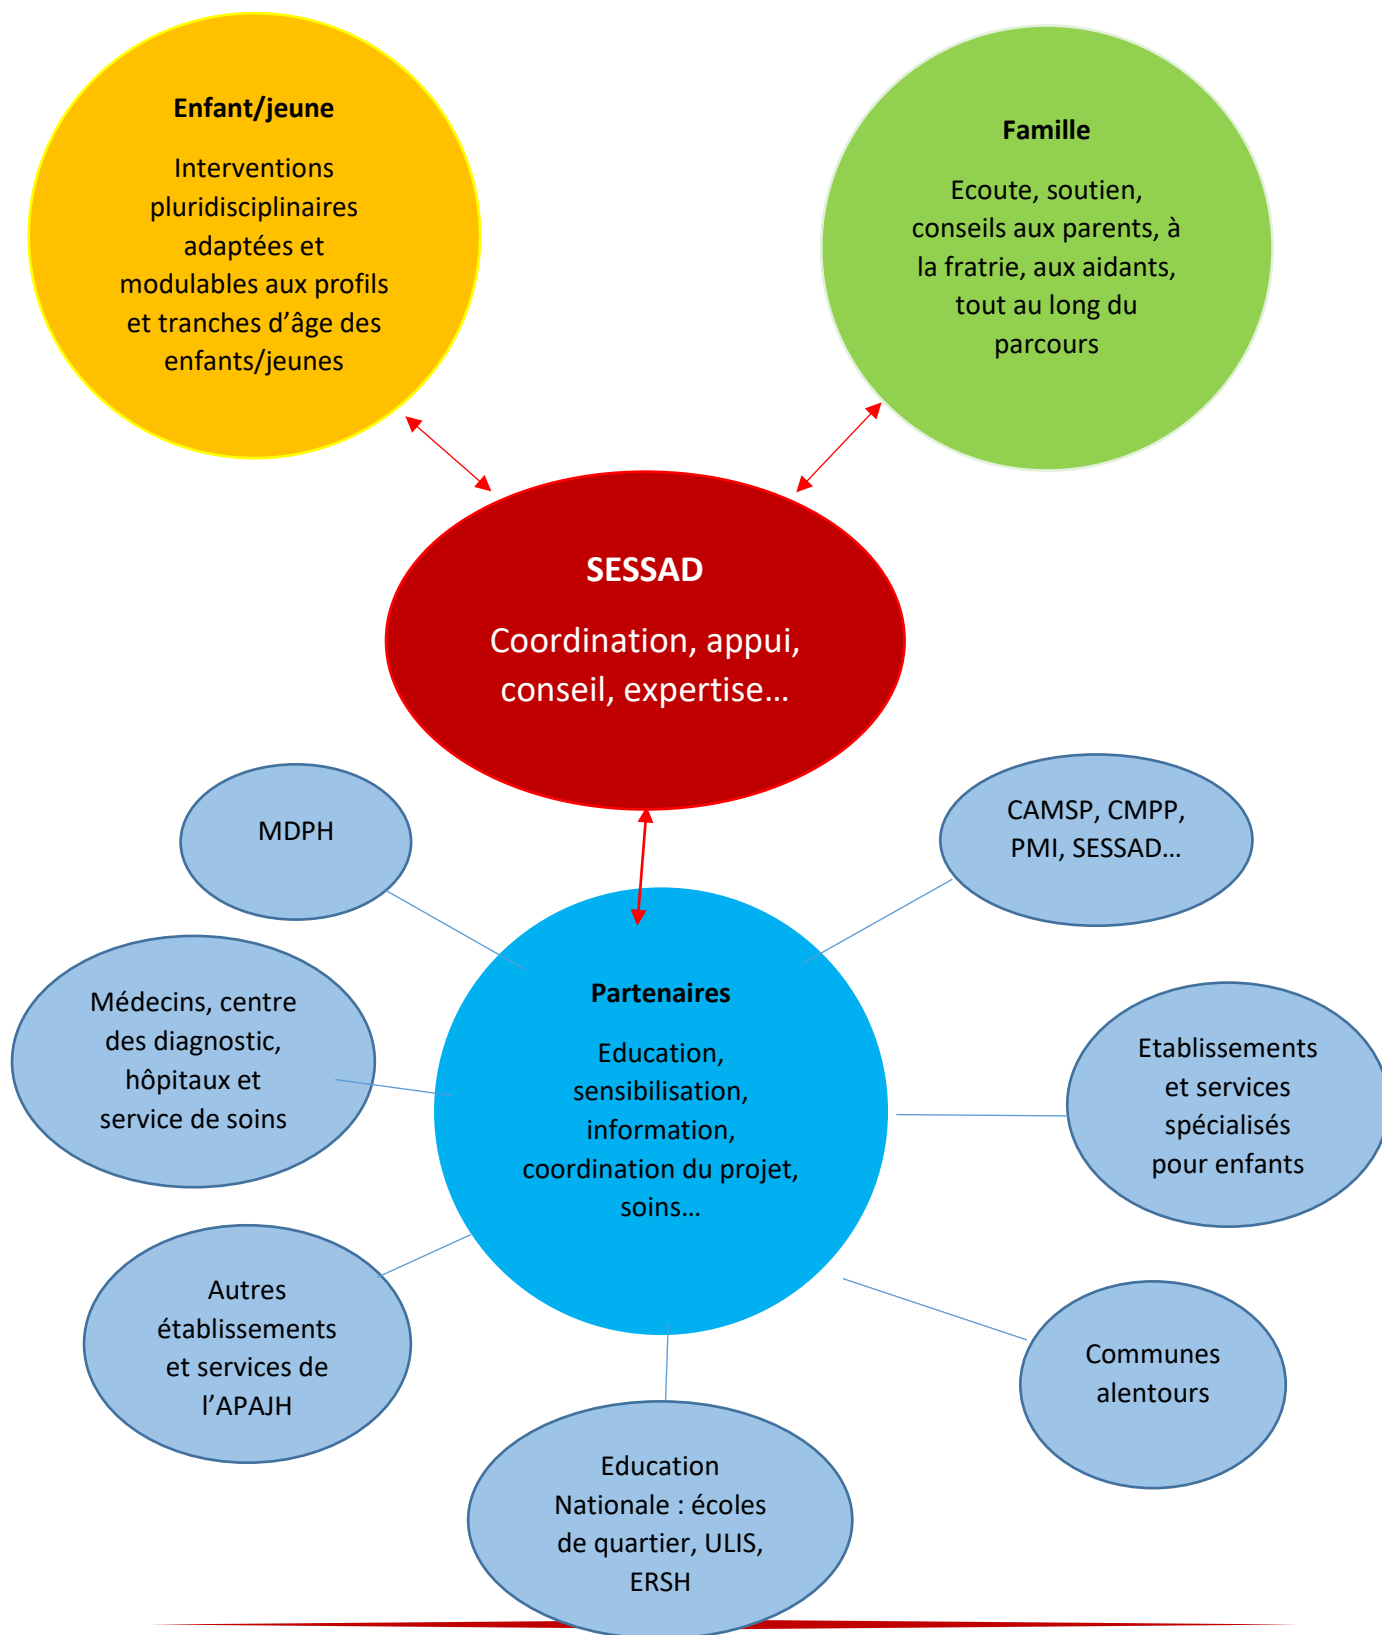 Enfant/jeune
Interventions
pluridisciplinaires
adaptées et
modulables aux profils
et tranches d’âge des
enfants/jeunes
Famille
Ecoute, soutien,
conseils aux parents, à
la fratrie, aux aidants,
tout au long du
parcours
SESSAD
Coordination, appui,
conseil, expertise…
MDPH
CAMSP, CMPP,
PMI, SESSAD…
Partenaires
Education,
sensibilisation,
information,
coordination du projet,
soins…
Médecins, centre
des diagnostic,
hôpitaux et
service de soins
Etablissements
et services
spécialisés
pour enfants
Autres
établissements
et services de
l’APAJH
Communes
alentours
Education
Nationale : écoles
de quartier, ULIS,
ERSH